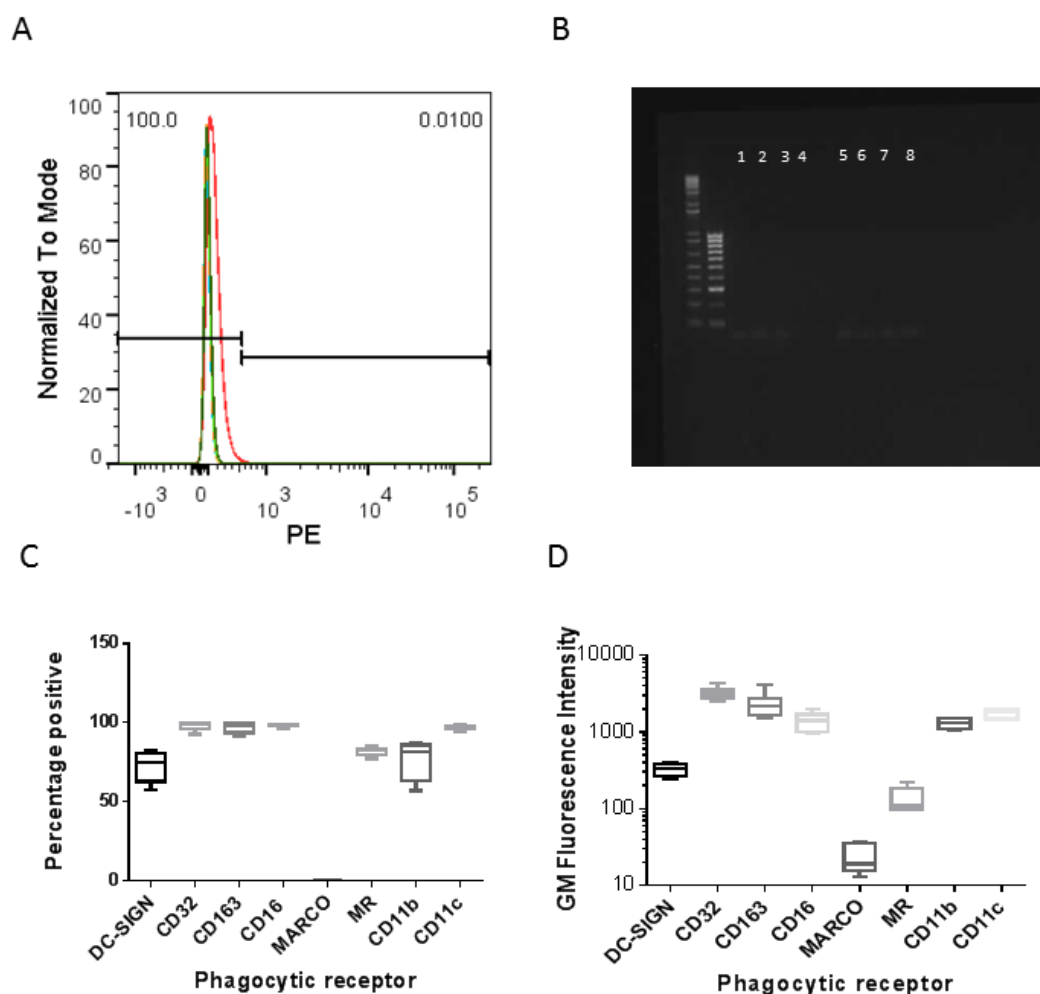 A
B
100
80
60
40
20
0
100.0
0.0100
Normalized To Mode
-10^3
0
10^3
10^4
10^5
PE
1 2 3 4 5 6 7 8
C
D
150
100
50
0
Percentage positive
DC-SIGN
CD32
CD163
CD16
MARCO
MR
CD11b
CD11c
Phagocytic receptor
10000
1000
100
10
GM Fluorescence Intensity
DC-SIGN
CD32
CD163
CD16
MARCO
MR
CD11b
CD11c
Phagocytic receptor